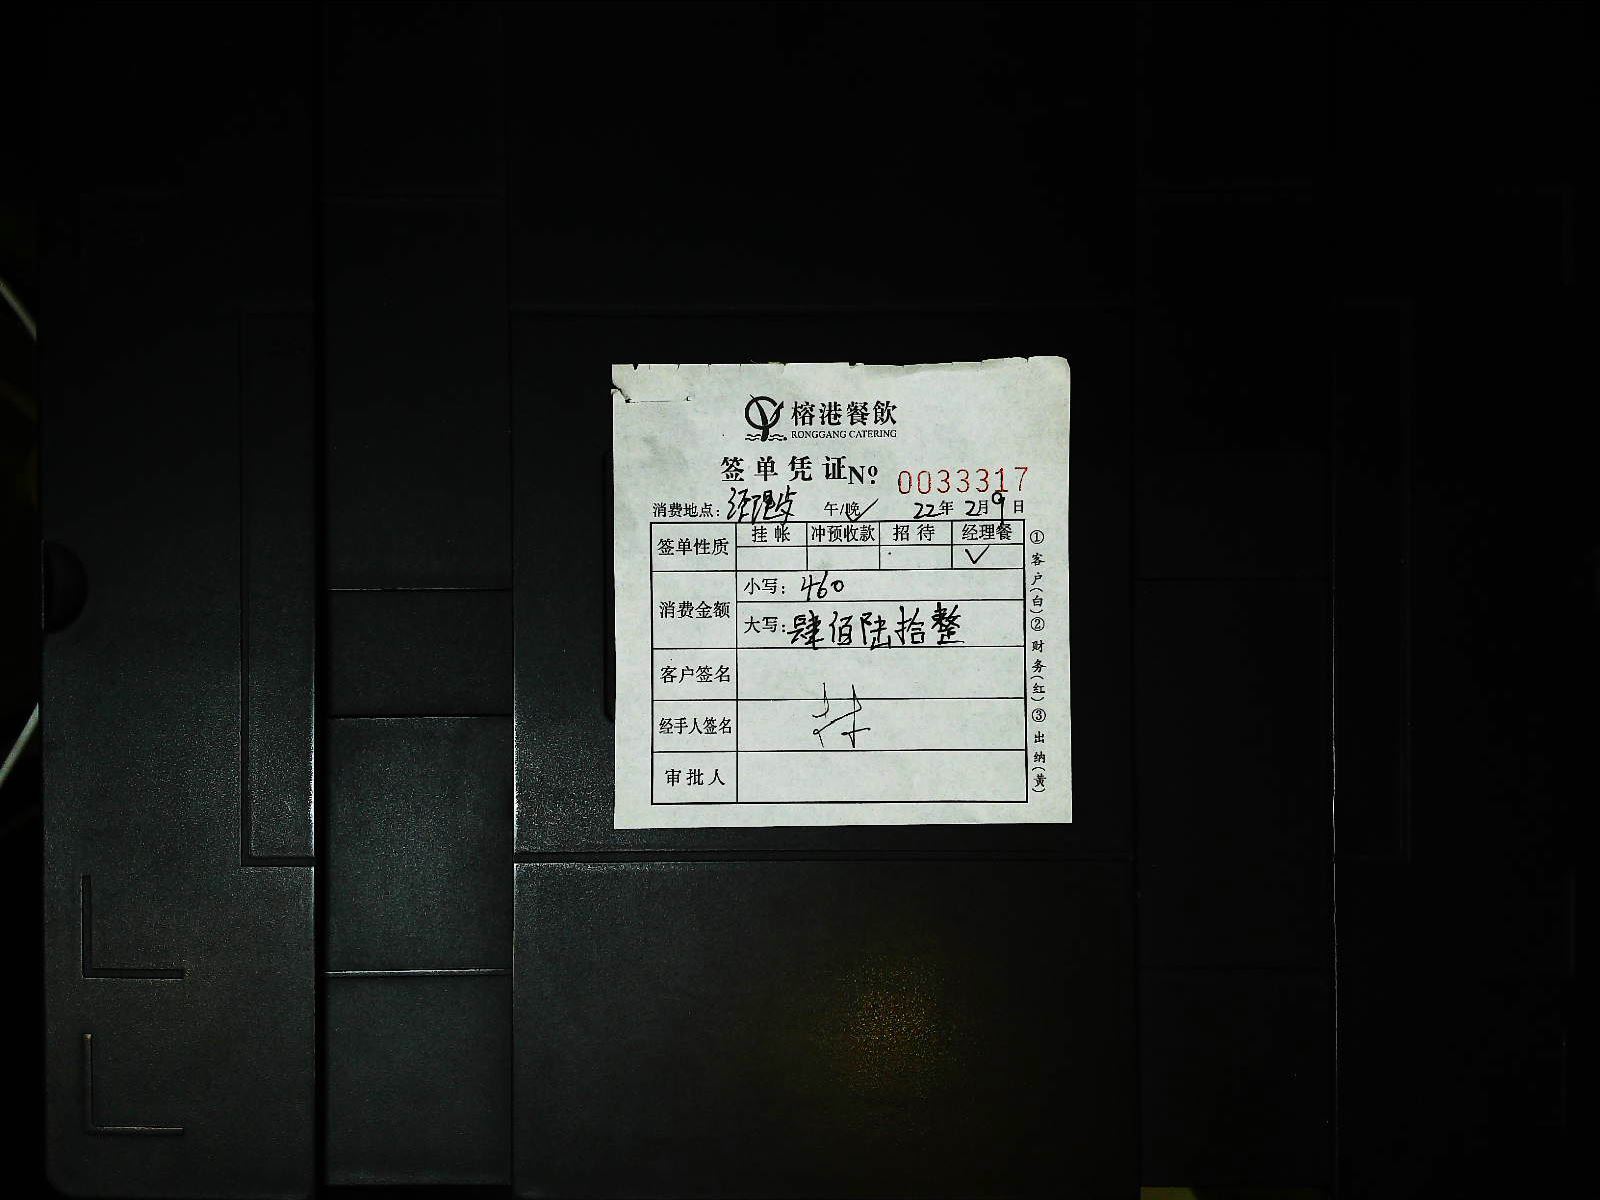 榕港餐飲
RONGGANG CATERING
签单凭证 № 0033317
消费地点: 经理 午/晚✓ 22年2月9日
签单性质 挂帐 冲预收款 招待 经理餐
✓
消费金额 小写: 460
大写: 肆佰陆拾整
客户签名
经手人签名
审批人
①客户(白)②财务(红)③出纳(黄)